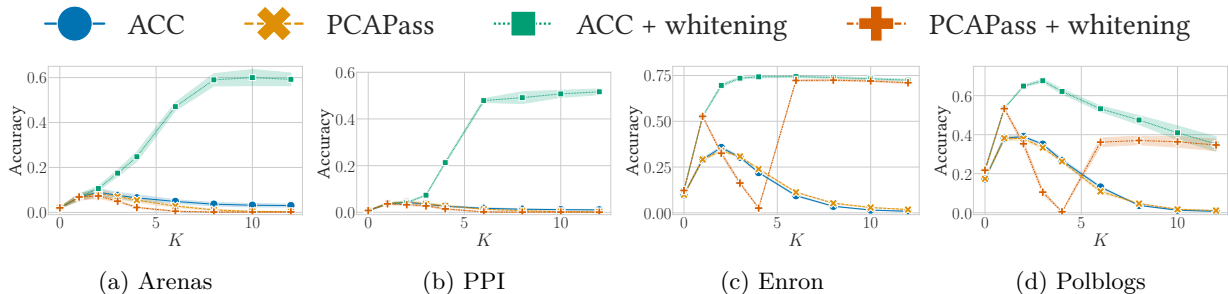 ACC PCAPass ACC + whitening PCAPass + whitening
0.6 0.6 0.75 0.6
0.4 0.4 0.50 0.4
0.2 0.2 0.25 0.2
0.0 0.0 0.00 0.0
Accuracy Accuracy Accuracy Accuracy
0 5 10 0 5 10 0 5 10 0 5 10
K K K K
(a) Arenas (b) PPI (c) Enron (d) Polblogs